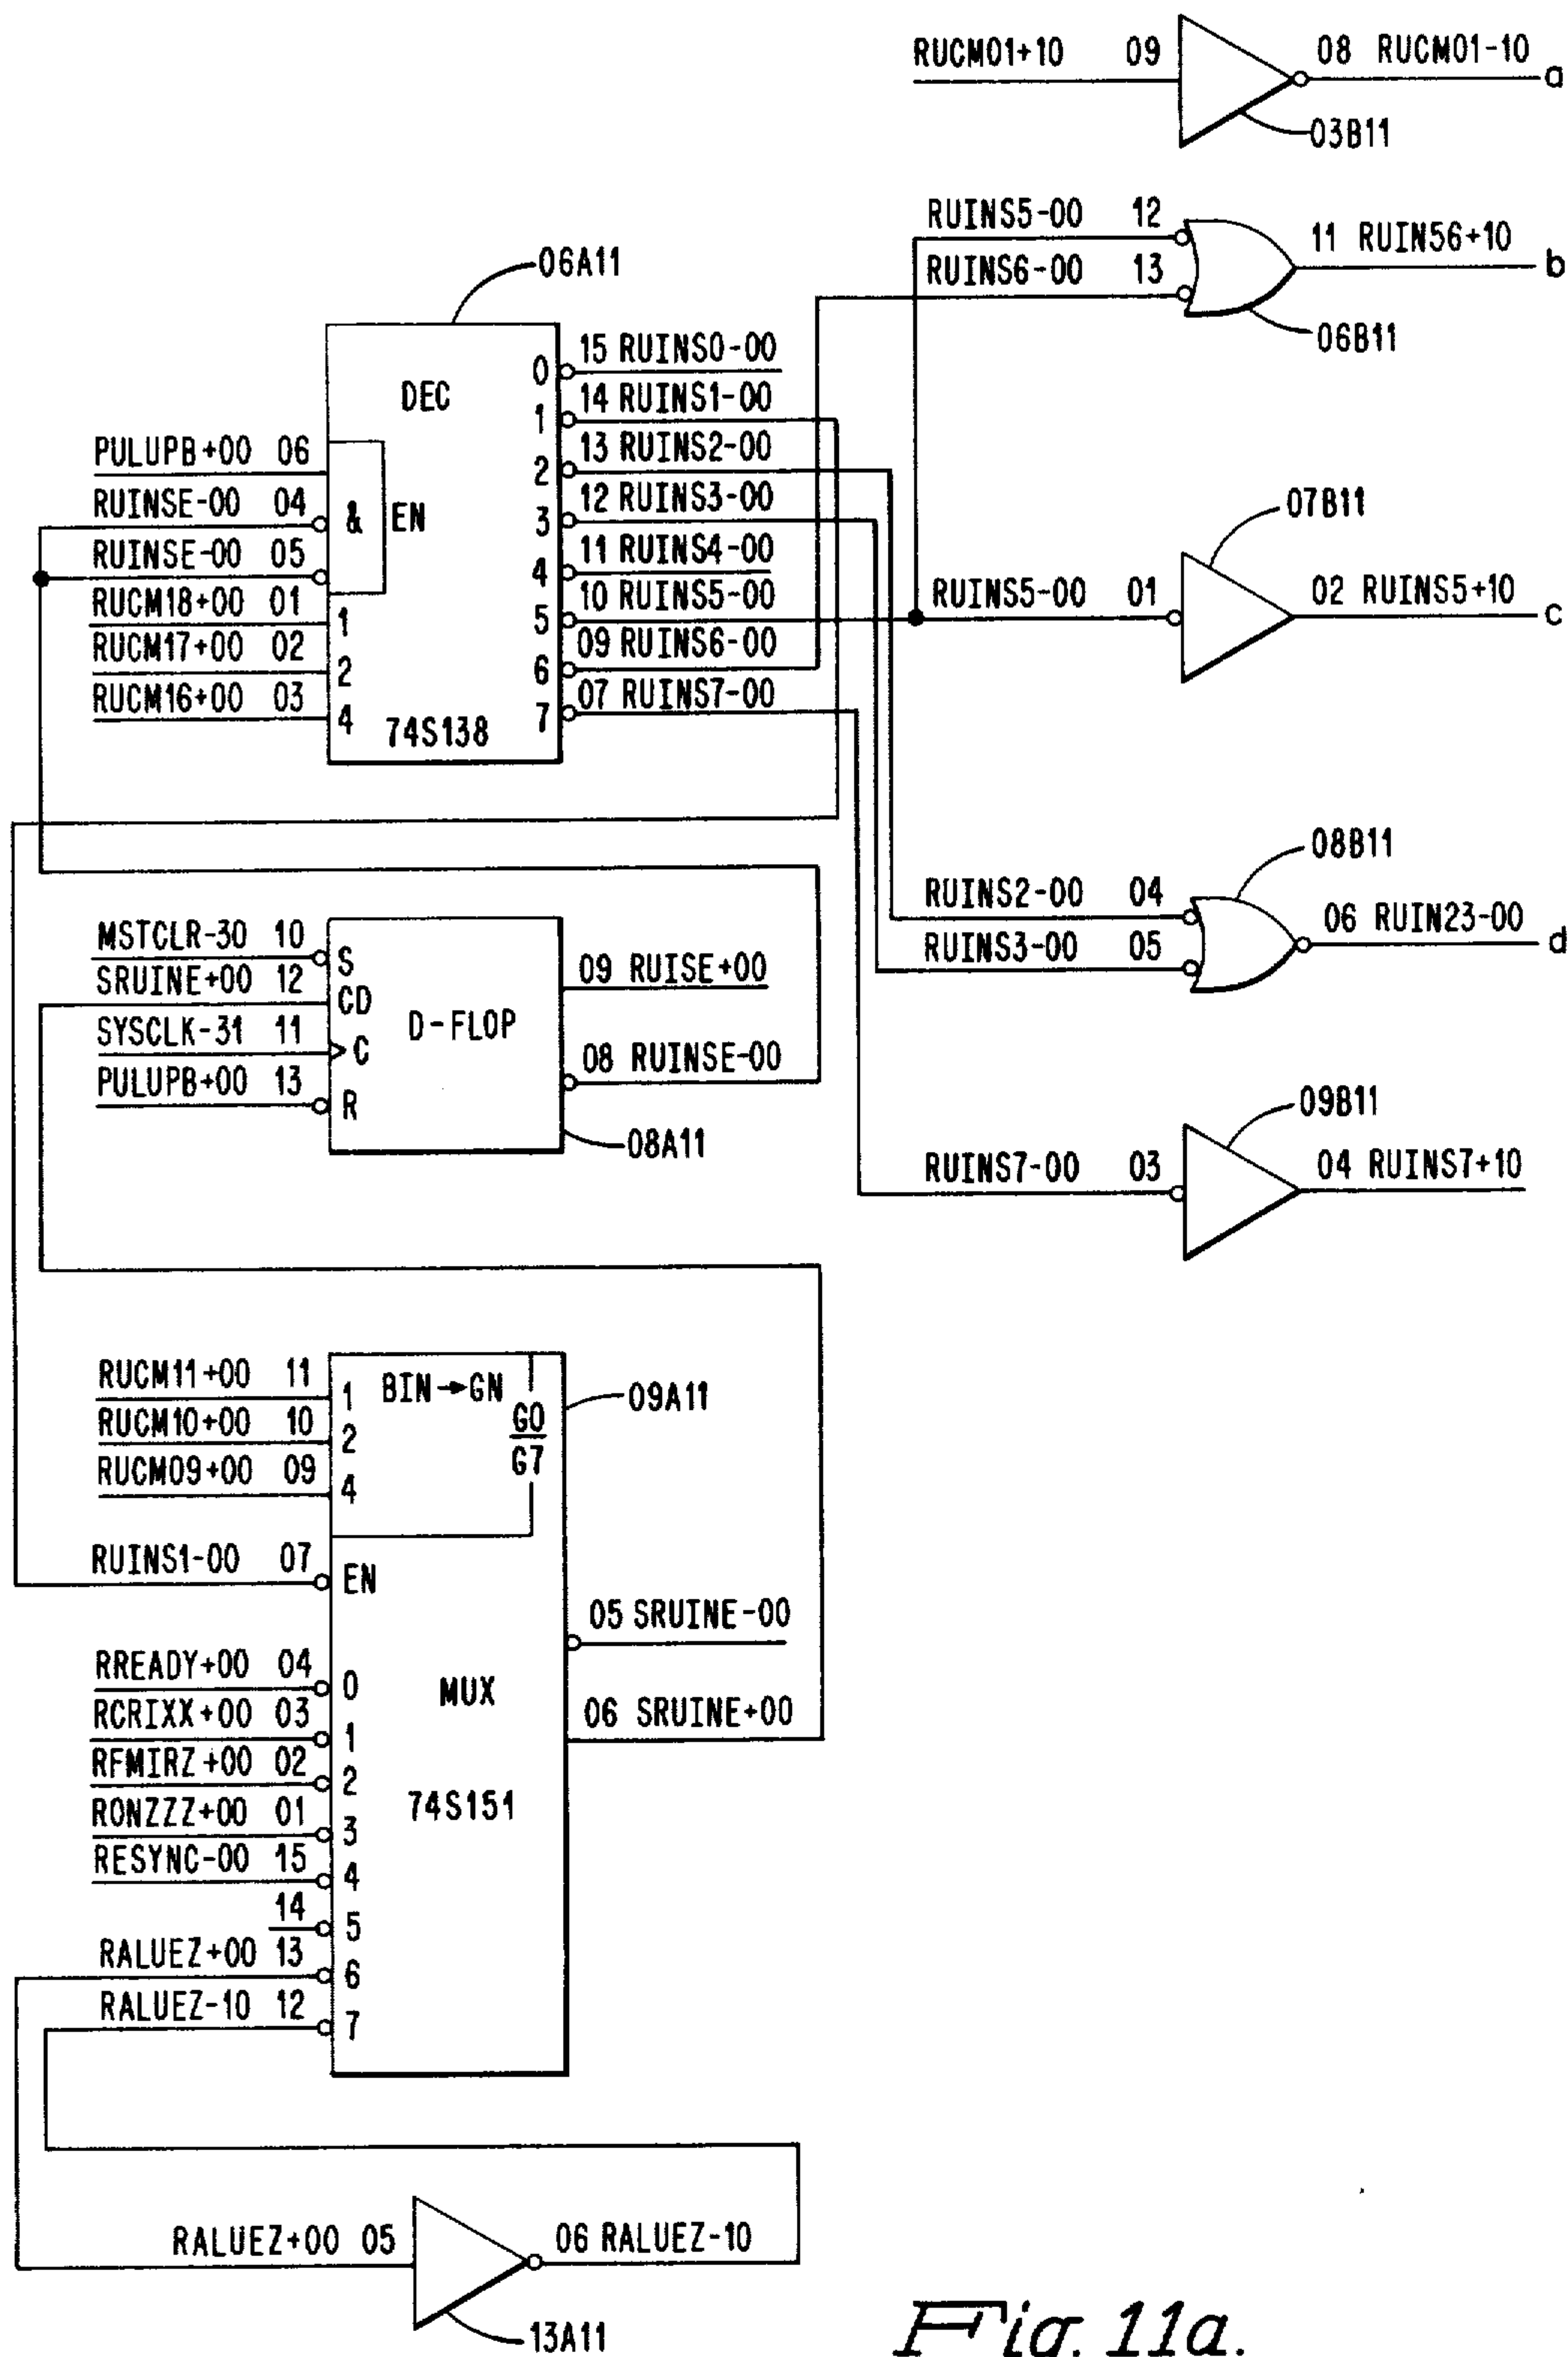 RUCM01+10 09 08 RUCM01-10 a
03B11
RUINS5-00 12
RUINS6-00 13
11 RUIN56+10 b
06B11
06A11
DEC
PULUPB+00 06
RUINSE-00 04
RUINSE-00 05
& EN
RUCM18+00 01 1
RUCM17+00 02 2
RUCM16+00 03 4
74S138
0 15 RUINS0-00
1 14 RUINS1-00
2 13 RUINS2-00
3 12 RUINS3-00
4 11 RUINS4-00
5 10 RUINS5-00
6 09 RUINS6-00
7 07 RUINS7-00
07B11
RUINS5-00 01 02 RUINS5+10 c
08B11
RUINS2-00 04
RUINS3-00 05
06 RUIN23-00 d
MSTCLR-30 10 S
SRUINE+00 12 CD
SYSCLK-31 11 C
PULUPB+00 13 R
D-FLOP
09 RUISE+00
08 RUINSE-00
08A11
09B11
RUINS7-00 03 04 RUINS7+10
RUCM11+00 11 1
RUCM10+00 10 2
RUCM09+00 09 4
BIN→GN
G0
G7
09A11
RUINS1-00 07 EN
05 SRUINE-00
06 SRUINE+00
RREADY+00 04 0
RCRIXX+00 03 1
RFMIRZ+00 02 2
RONZZZ+00 01 3
RESYNC-00 15 4
14 5
RALUEZ+00 13 6
RALUEZ-10 12 7
MUX
74S151
RALUEZ+00 05 06 RALUEZ-10
13A11
Fig. 11a.